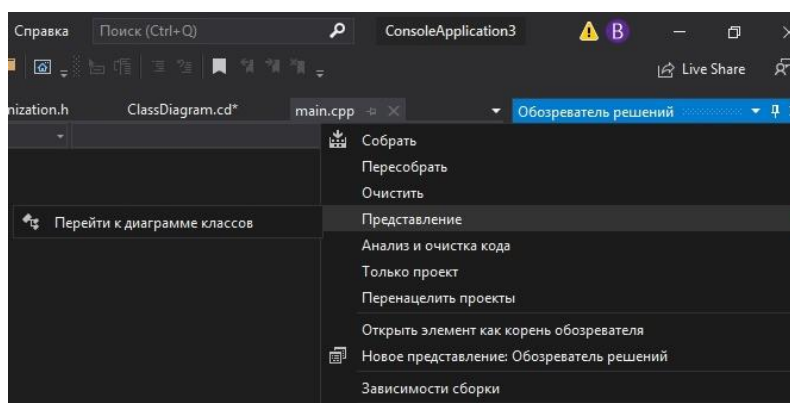 Справка Поиск (Ctrl+Q) ConsoleApplication3 B
Live Share
nization.h ClassDiagram.cd* main.cpp Обозреватель решений
Собрать
Пересобрать
Очистить
Перейти к диаграмме классов Представление
Анализ и очистка кода
Только проект
Перенацелить проекты
Открыть элемент как корень обозревателя
Новое представление: Обозреватель решений
Зависимости сборки